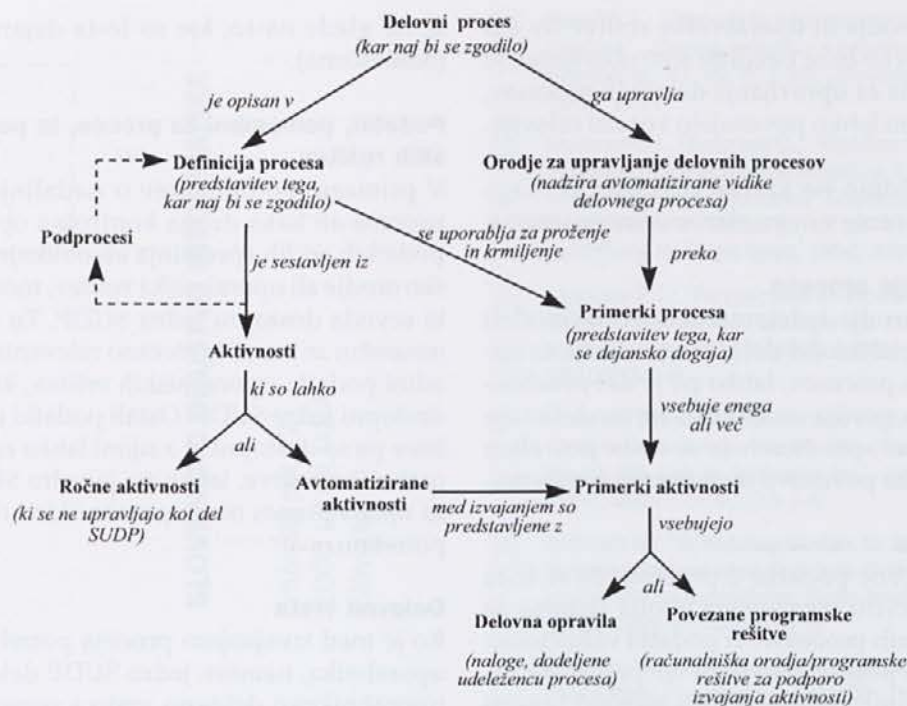 Delovni proces
(kar naj bi se zgodilo)
je opisan v
ga upravlja
Definicija procesa
(predstavitev tega,
kar naj bi se zgodilo)
Orodje za upravljanje delovnih procesov
(nadzira avtomatizirane vidike
delovnega procesa)
Podprocesi
se uporablja za proženje
in krmiljenje
je sestavljen iz
preko
Primerki procesa
(predstavitev tega, kar
se dejansko dogaja)
Aktivnosti
ki so lahko
vsebuje enega
ali več
ali
Ročne aktivnosti
(ki se ne upravljajo kot del
SUDP)
Avtomatizirane
aktivnosti
med izvajanjem so
predstavljene z
Primerki aktivnosti
vsebujejo
ali
Delovna opravila
(naloge, dodeljene
udeležencu procesa)
Povezane programske
rešitve
(računalniška orodja/programske
rešitve za podporo
izvajanja aktivnosti)